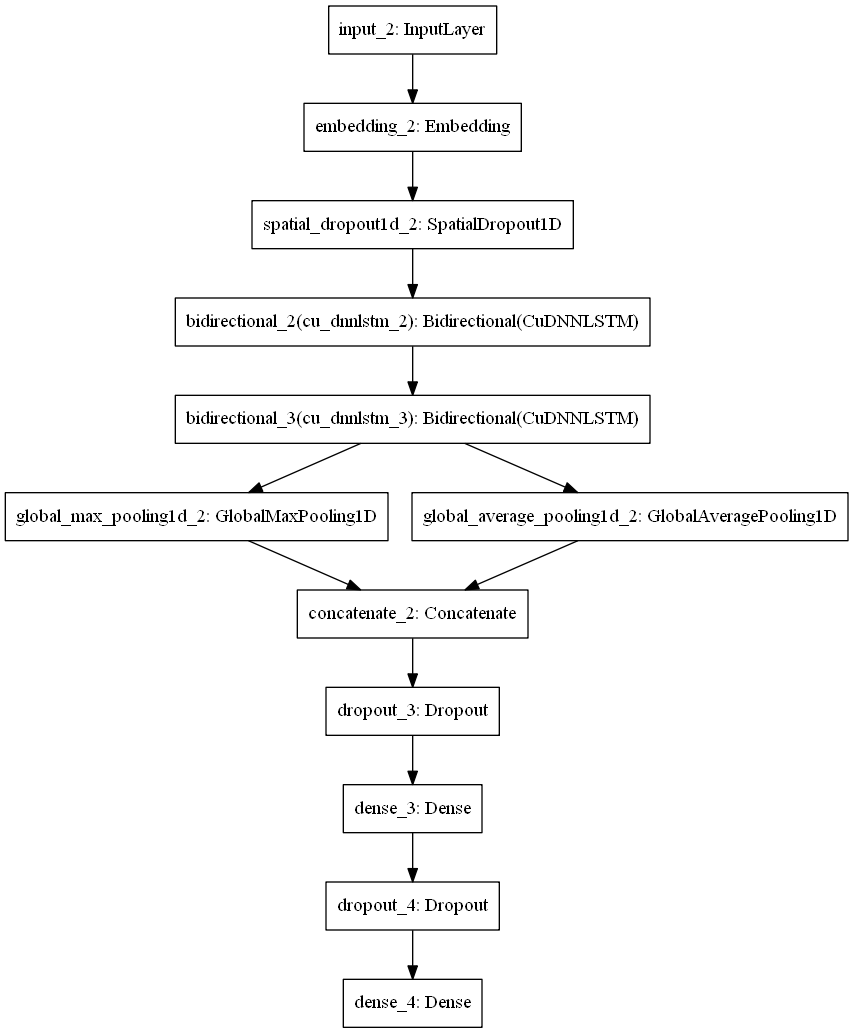 input_2: InputLayer
embedding_2: Embedding
spatial_dropout1d_2: SpatialDropout1D
bidirectional_2(cu_dnnlstm_2): Bidirectional(CuDNNLSTM)
bidirectional_3(cu_dnnlstm_3): Bidirectional(CuDNNLSTM)
global_max_pooling1d_2: GlobalMaxPooling1D
global_average_pooling1d_2: GlobalAveragePooling1D
concatenate_2: Concatenate
dropout_3: Dropout
dense_3: Dense
dropout_4: Dropout
dense_4: Dense